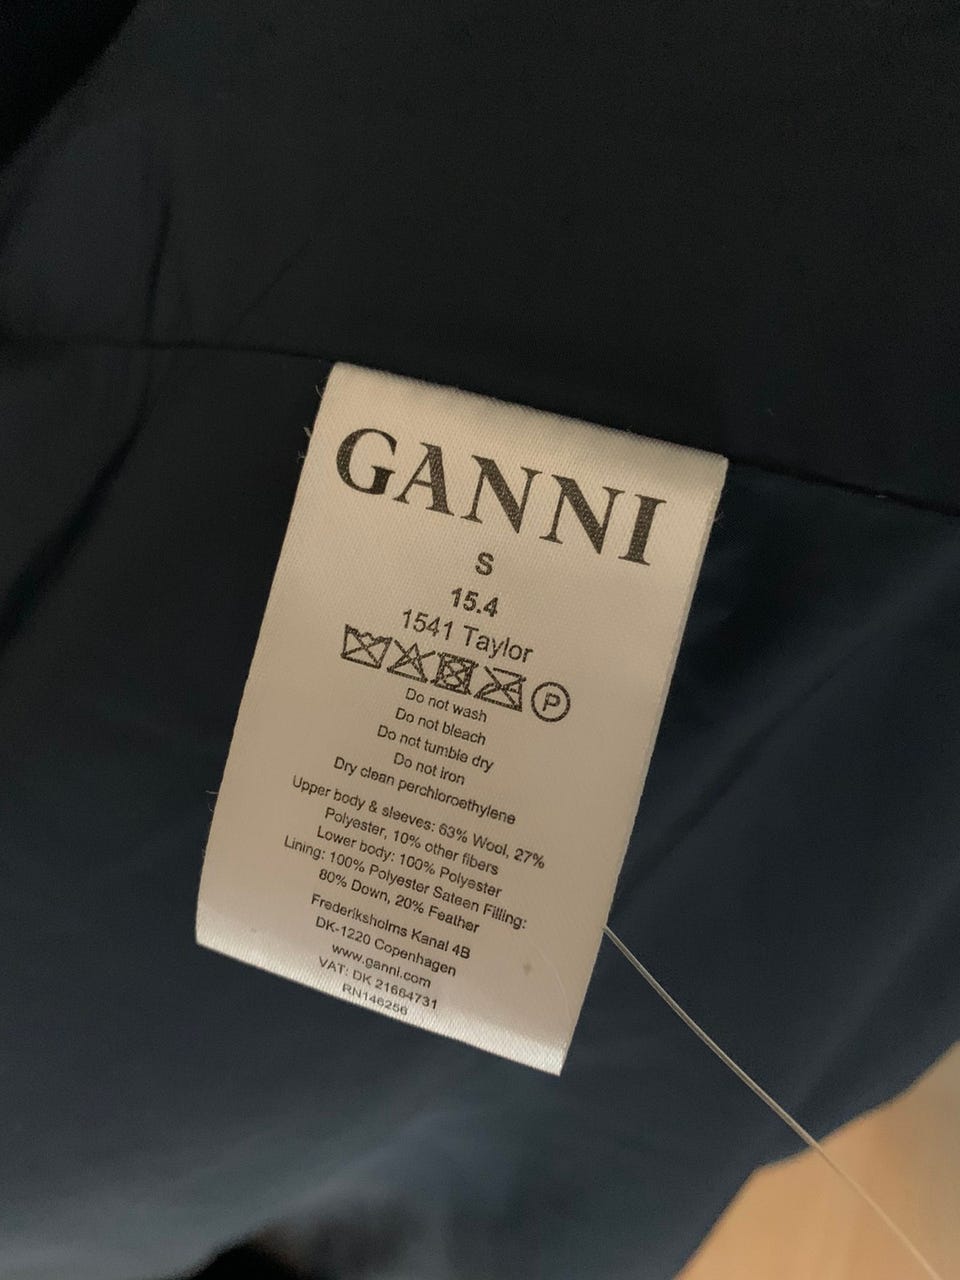 GANNI
S
15.4
1541 Taylor
P
Do not wash
Do not bleach
Do not tumble dry
Do not iron
Dry clean perchloroethylene
Upper body & sleeves: 63% Wool, 27%
Polyester, 10% other fibers
Lower body: 100% Polyester
Lining: 100% Polyester Sateen Filling:
80% Down, 20% Feather
Frederiksholms Kanal 4B
DK-1220 Copenhagen
www.ganni.com
VAT: DK 21664731
RN146256